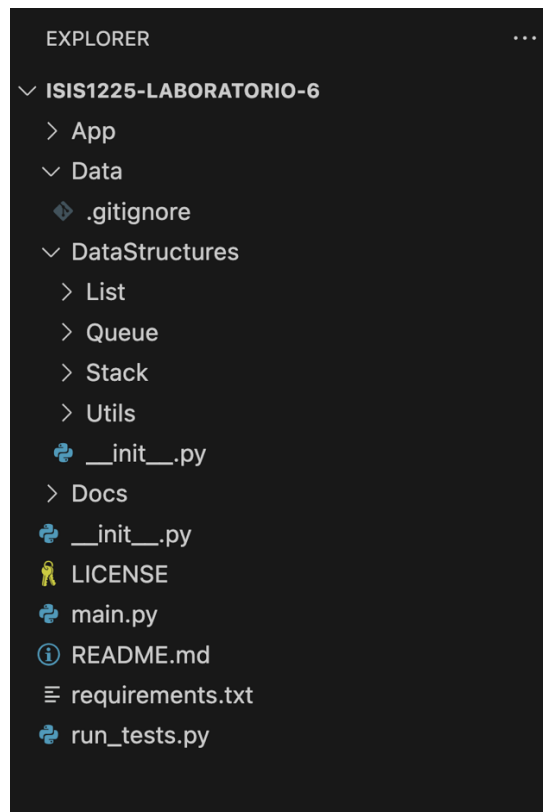 EXPLORER ...
ISIS1225-LABORATORIO-6
App
Data
.gitignore
DataStructures
List
Queue
Stack
Utils
__init__.py
Docs
__init__.py
LICENSE
main.py
README.md
requirements.txt
run_tests.py